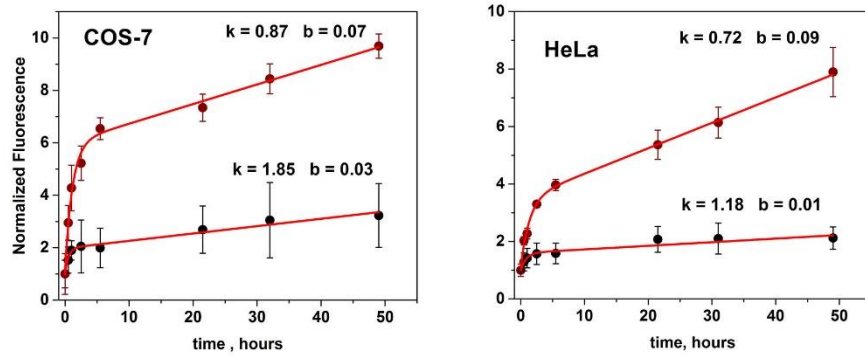 COS-7
k = 0.87 b = 0.07
k = 1.85 b = 0.03
Normalized Fluorescence
10
8
6
4
2
0
0 10 20 30 40 50
time , hours
HeLa
k = 0.72 b = 0.09
k = 1.18 b = 0.01
10
8
6
4
2
0
0 10 20 30 40 50
time, hours